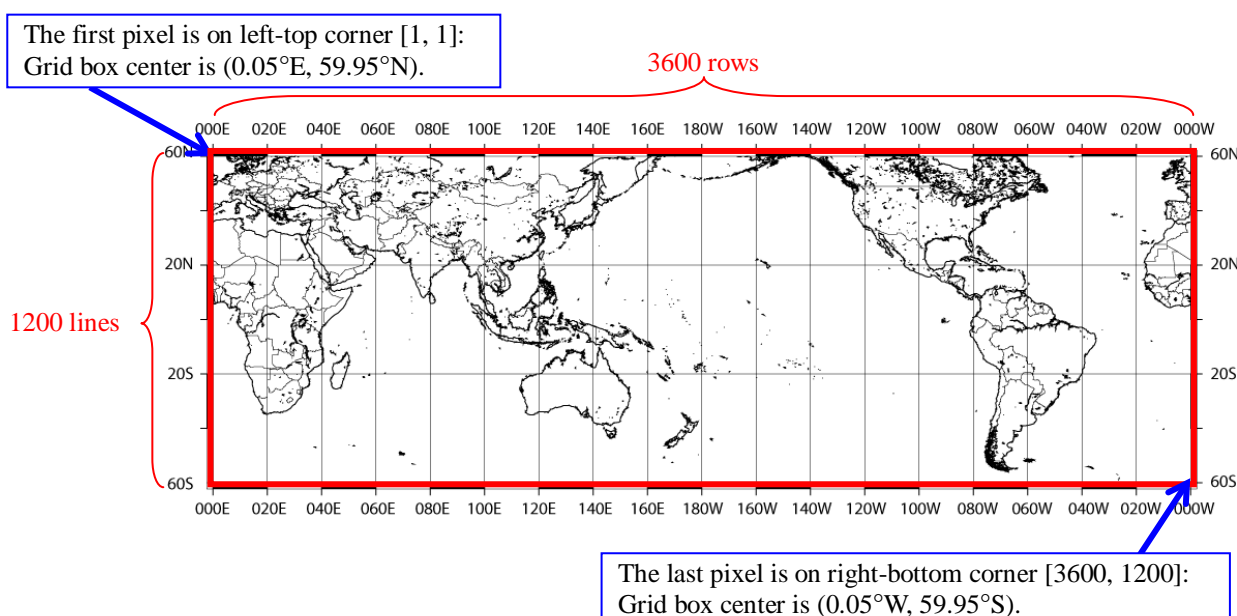 The first pixel is on left-top corner [1, 1]:
Grid box center is (0.05°E, 59.95°N).
3600 rows
000E 020E 040E 060E 080E 100E 120E 140E 160E 180W 160W 140W 120W 100W 080W 060W 040W 020W 000W
60N 60N
20N 20N
1200 lines
20S 20S
60S 60S
000E 020E 040E 060E 080E 100E 120E 140E 160E 180W 160W 140W 120W 100W 080W 060W 040W 020W 000W
The last pixel is on right-bottom corner [3600, 1200]:
Grid box center is (0.05°W, 59.95°S).